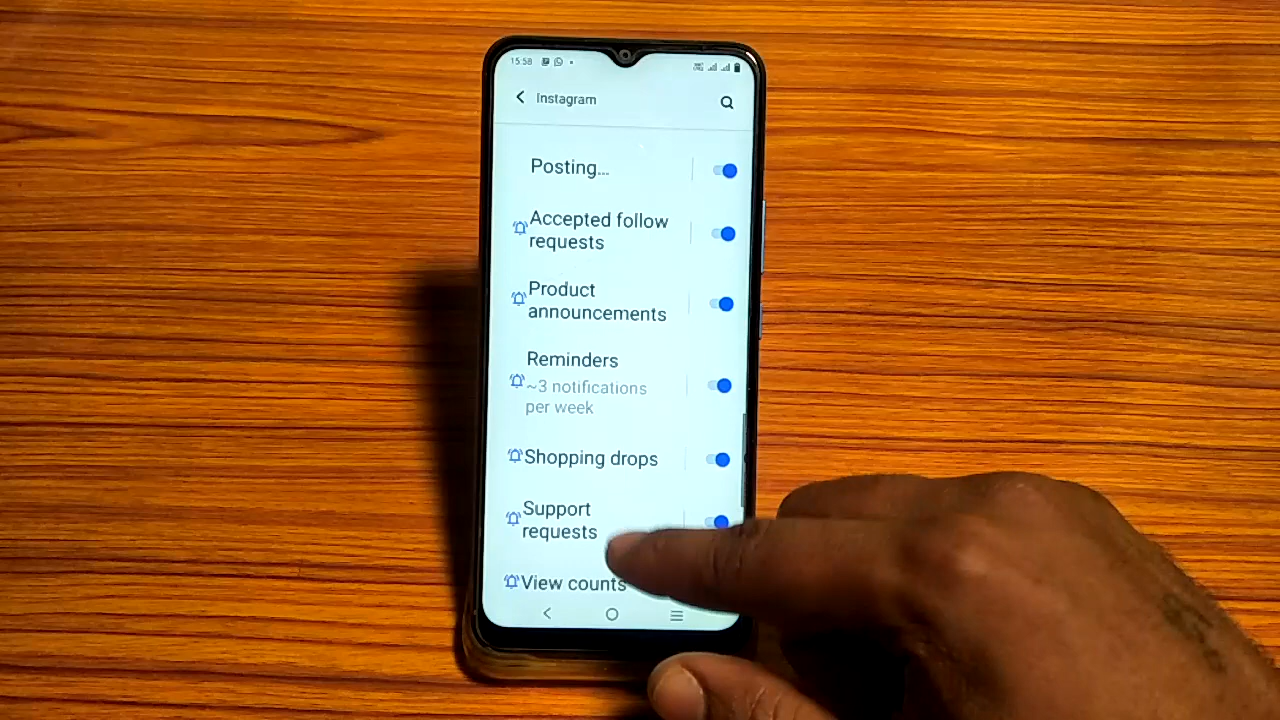 15:58
Instagram
Posting...
Accepted follow
requests
Product
announcements
Reminders
~3 notifications
per week
Shopping drops
Support
requests
View counts